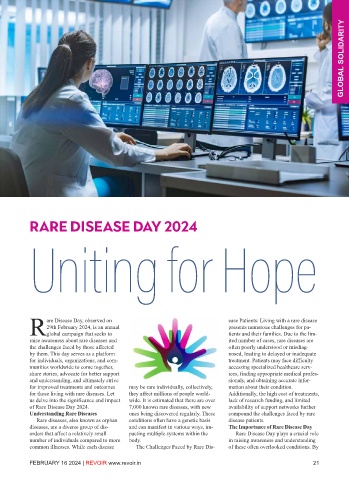 GLOBAL SOLIDARITY
RARE DISEASE DAY 2024
Uniting for Hope
Rare Disease Day, observed on
29th February 2024, is an annual
global campaign that seeks to
raise awareness about rare diseases and
the challenges faced by those affected
by them. This day serves as a platform
for individuals, organizations, and com-
munities worldwide to come together,
share stories, advocate for better support
and understanding, and ultimately strive
for improved treatments and outcomes
for those living with rare diseases. Let
us delve into the significance and impact
of Rare Disease Day 2024.
Understanding Rare Diseases
Rare diseases, also known as orphan
diseases, are a diverse group of dis-
orders that affect a relatively small
number of individuals compared to more
common illnesses. While each disease
may be rare individually, collectively,
they affect millions of people world-
wide. It is estimated that there are over
7,000 known rare diseases, with new
ones being discovered regularly. These
conditions often have a genetic basis
and can manifest in various ways, im-
pacting multiple systems within the
body.
The Challenges Faced by Rare Dis-
ease Patients: Living with a rare disease
presents numerous challenges for pa-
tients and their families. Due to the lim-
ited number of cases, rare diseases are
often poorly understood or misdiag-
nosed, leading to delayed or inadequate
treatment. Patients may face difficulty
accessing specialized healthcare serv-
ices, finding appropriate medical profes-
sionals, and obtaining accurate infor-
mation about their condition.
Additionally, the high cost of treatments,
lack of research funding, and limited
availability of support networks further
compound the challenges faced by rare
disease patients.
The Importance of Rare Disease Day
Rare Disease Day plays a crucial role
in raising awareness and understanding
of these often overlooked conditions. By
FEBRUARY 16 2024 | REVOIR www.revoir.in 21